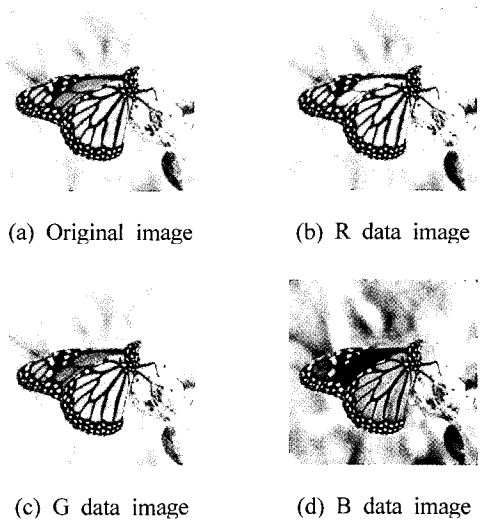 (a) Original image
(b) R data image
(c) G data image
(d) B data image